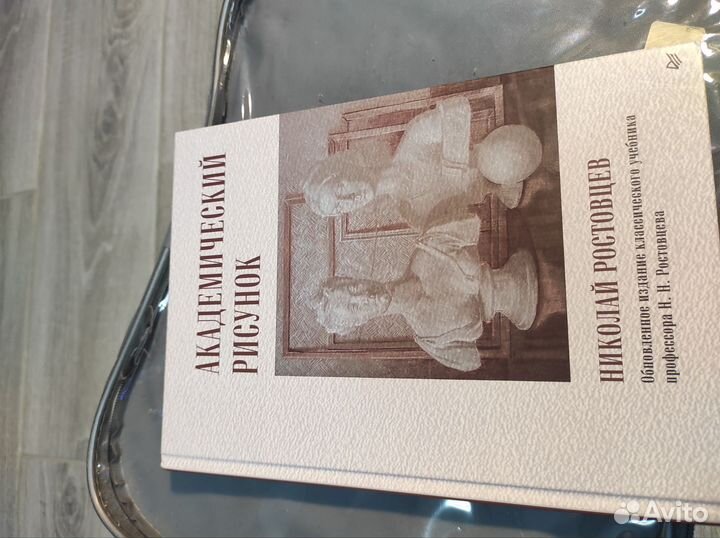 АКАДЕМИЧЕСКИЙ
РИСУНОК
НИКОЛАЙ РОСТОВЦЕВ
Обновленное издание классического учебника
профессора Н. Н. Ростовцева
Avito